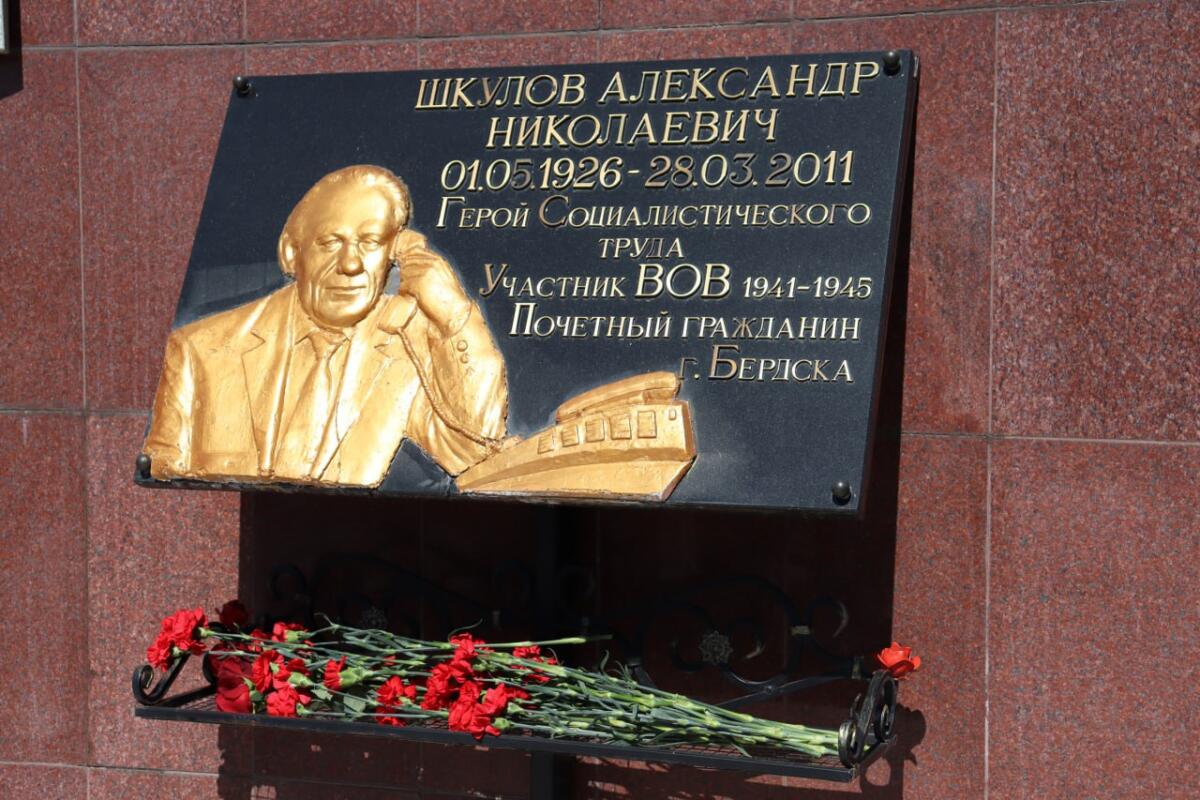 ШКУЛОВ АЛЕКСАНДР
НИКОЛАЕВИЧ
01.05.1926 - 28.03.2011
Герой Социалистического
труда
Участник ВОВ 1941-1945
Почетный гражданин
г. Бердска